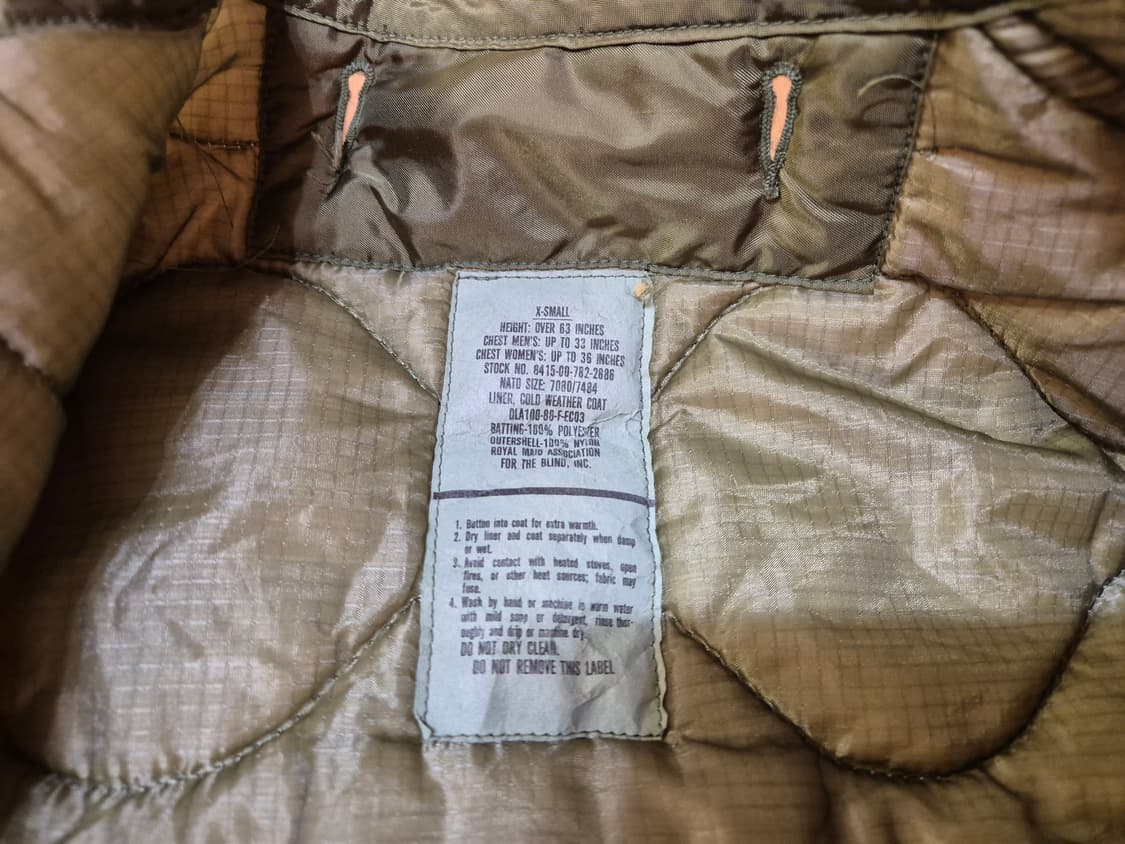 X-SMALL
HEIGHT: OVER 63 INCHES
CHEST MEN'S: UP TO 33 INCHES
CHEST WOMEN'S: UP TO 36 INCHES
STOCK NO. 8415-00-782-2886
NATO SIZE: 7080/7484
LINER, COLD WEATHER COAT
DLA100-86-F-EC03
BATTING-100% POLYESTER
OUTERSHELL-100% NYLON
ROYAL MAID ASSOCIATION
FOR THE BLIND, INC.
1. Button into coat for extra warmth.
2. Dry liner and coat separately when damp
or wet.
3. Avoid contact with heated stoves, open
fires, or other heat sources; fabric may
fuse.
4. Wash by hand or machine in warm water
with mild soap or detergent, rinse thor-
oughly and drip or machine dry.
DO NOT DRY CLEAN.
DO NOT REMOVE THIS LABEL